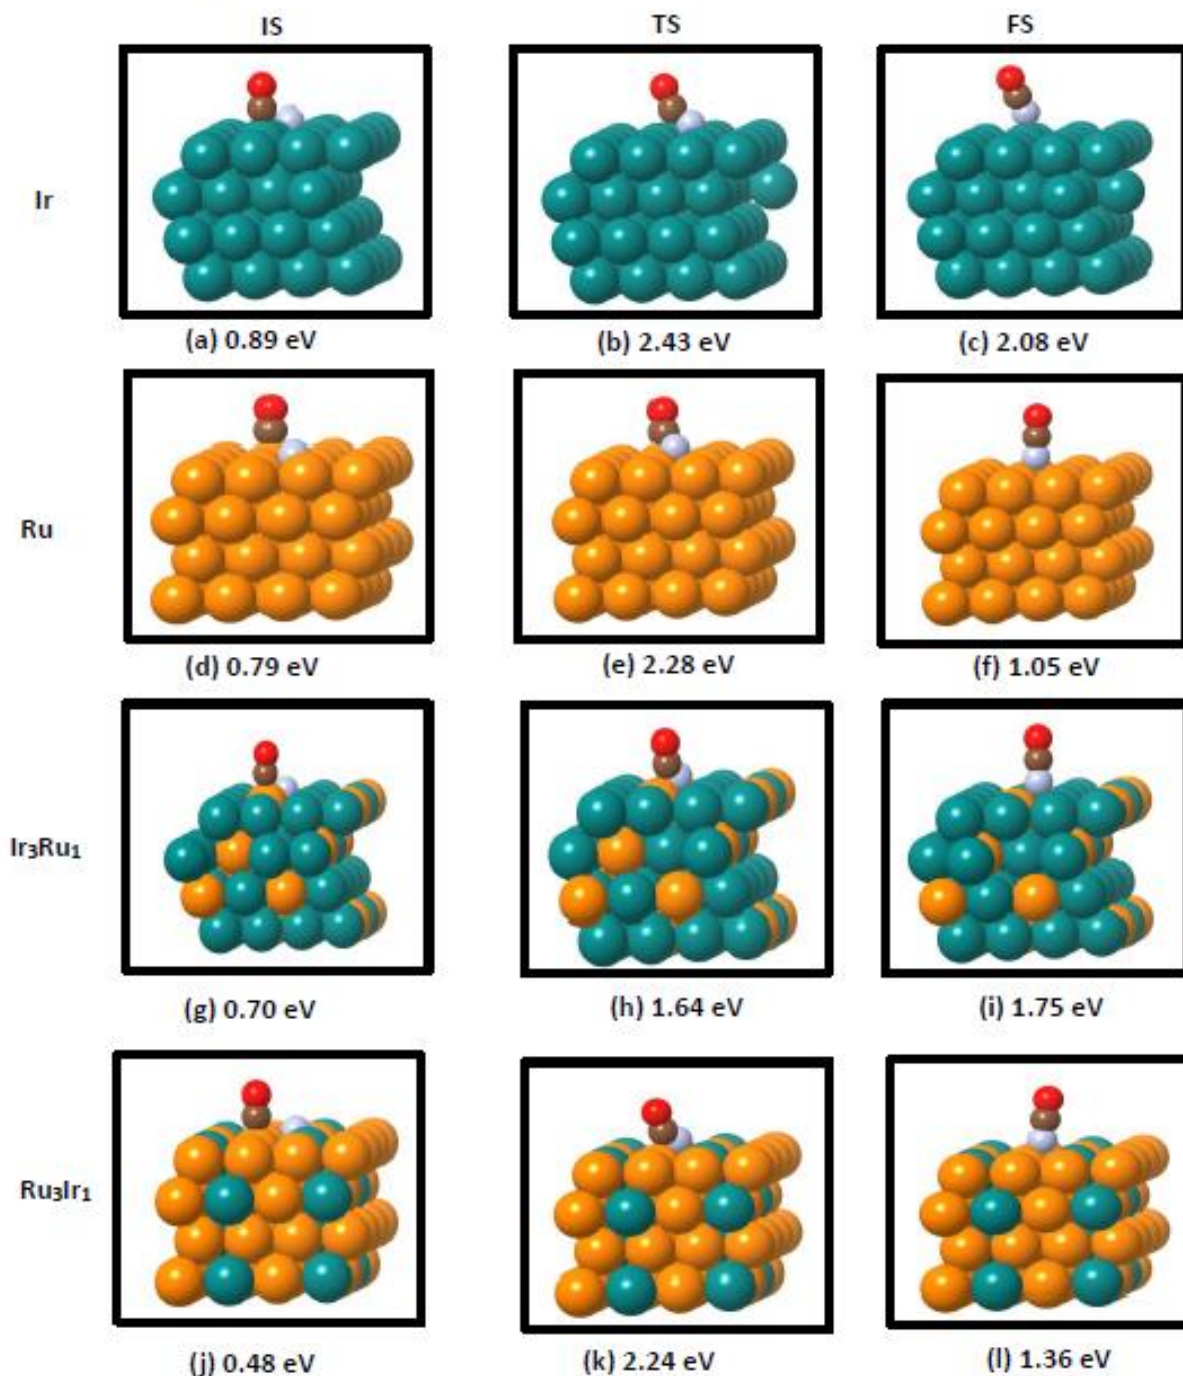 IS TS FS
Ir
(a) 0.89 eV (b) 2.43 eV (c) 2.08 eV
Ru
(d) 0.79 eV (e) 2.28 eV (f) 1.05 eV
Ir₃Ru₁
(g) 0.70 eV (h) 1.64 eV (i) 1.75 eV
Ru₃Ir₁
(j) 0.48 eV (k) 2.24 eV (l) 1.36 eV